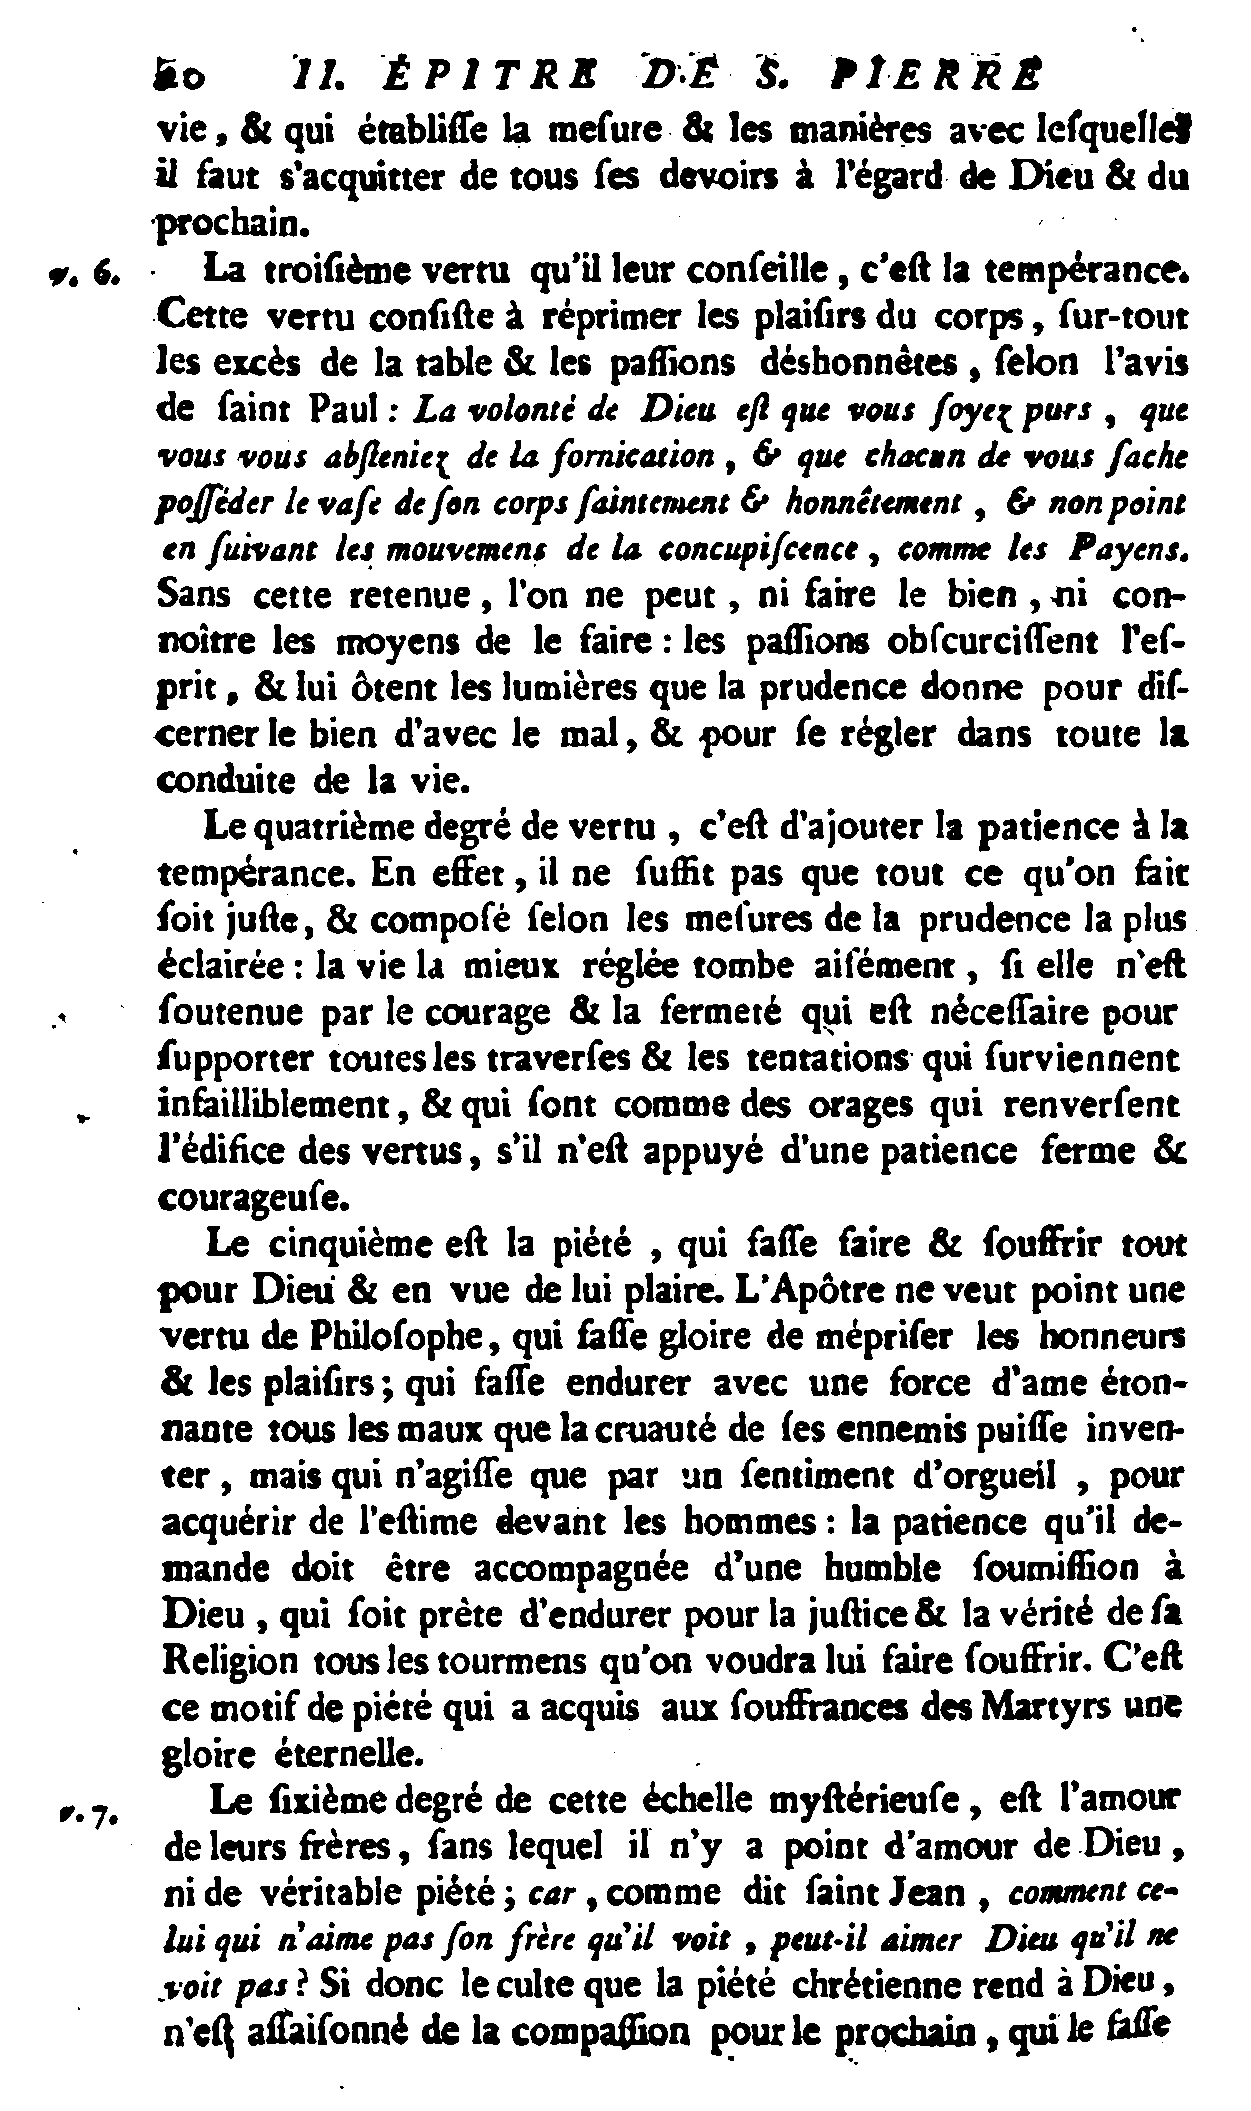 20 II. ÉPITRE DE S. PIERRE
vie, & qui établiſſe la meſure & les manières avec leſquelles
il faut s'acquitter de tous ſes devoirs à l'égard de Dieu & du
prochain.
v. 6. La troiſième vertu qu'il leur conſeille, c'eſt la tempérance.
Cette vertu conſiſte à réprimer les plaiſirs du corps, ſur-tout
les excès de la table & les paſſions déshonnêtes, ſelon l'avis
de ſaint Paul : La volonté de Dieu eſt que vous ſoyez purs, que
vous vous abſteniez de la fornication, & que chacun de vous ſache
poſſéder le vaſe de ſon corps ſaintement & honnêtement, & non point
en ſuivant les mouvemens de la concupiſcence, comme les Payens.
Sans cette retenue, l'on ne peut, ni faire le bien, ni con-
noître les moyens de le faire : les paſſions obſcurciſſent l'eſ-
prit, & lui ôtent les lumières que la prudence donne pour diſ-
cerner le bien d'avec le mal, & pour ſe régler dans toute la
conduite de la vie.
Le quatrième degré de vertu, c'eſt d'ajouter la patience à la
tempérance. En effet, il ne ſuffit pas que tout ce qu'on fait
ſoit juſte, & compoſé ſelon les meſures de la prudence la plus
éclairée : la vie la mieux réglée tombe aiſément, ſi elle n'eſt
ſoutenue par le courage & la fermeté qui eſt néceſſaire pour
ſupporter toutes les traverſes & les tentations qui ſurviennent
infailliblement, & qui ſont comme des orages qui renverſent
l'édifice des vertus, s'il n'eſt appuyé d'une patience ferme &
courageuſe.
Le cinquième eſt la piété, qui faſſe faire & ſouffrir tout
pour Dieu & en vue de lui plaire. L'Apôtre ne veut point une
vertu de Philoſophe, qui faſſe gloire de mépriſer les honneurs
& les plaiſirs ; qui faſſe endurer avec une force d'ame éton-
nante tous les maux que la cruauté de ſes ennemis puiſſe inven-
ter, mais qui n'agiſſe que par un ſentiment d'orgueil, pour
acquérir de l'eſtime devant les hommes : la patience qu'il de-
mande doit être accompagnée d'une humble ſoumiſſion à
Dieu, qui ſoit prête d'endurer pour la juſtice & la vérité de ſa
Religion tous les tourmens qu'on voudra lui faire ſouffrir. C'eſt
ce motif de piété qui a acquis aux ſouffrances des Martyrs une
gloire éternelle.
v. 7. Le ſixième degré de cette échelle myſtérieuſe, eſt l'amour
de leurs frères, ſans lequel il n'y a point d'amour de Dieu,
ni de véritable piété ; car, comme dit ſaint Jean, comment ce-
lui qui n'aime pas ſon frère qu'il voit, peut-il aimer Dieu qu'il ne
voit pas ? Si donc le culte que la piété chrétienne rend à Dieu,
n'eſt aſſaiſonné de la compaſſion pour le prochain, qui le faſſe